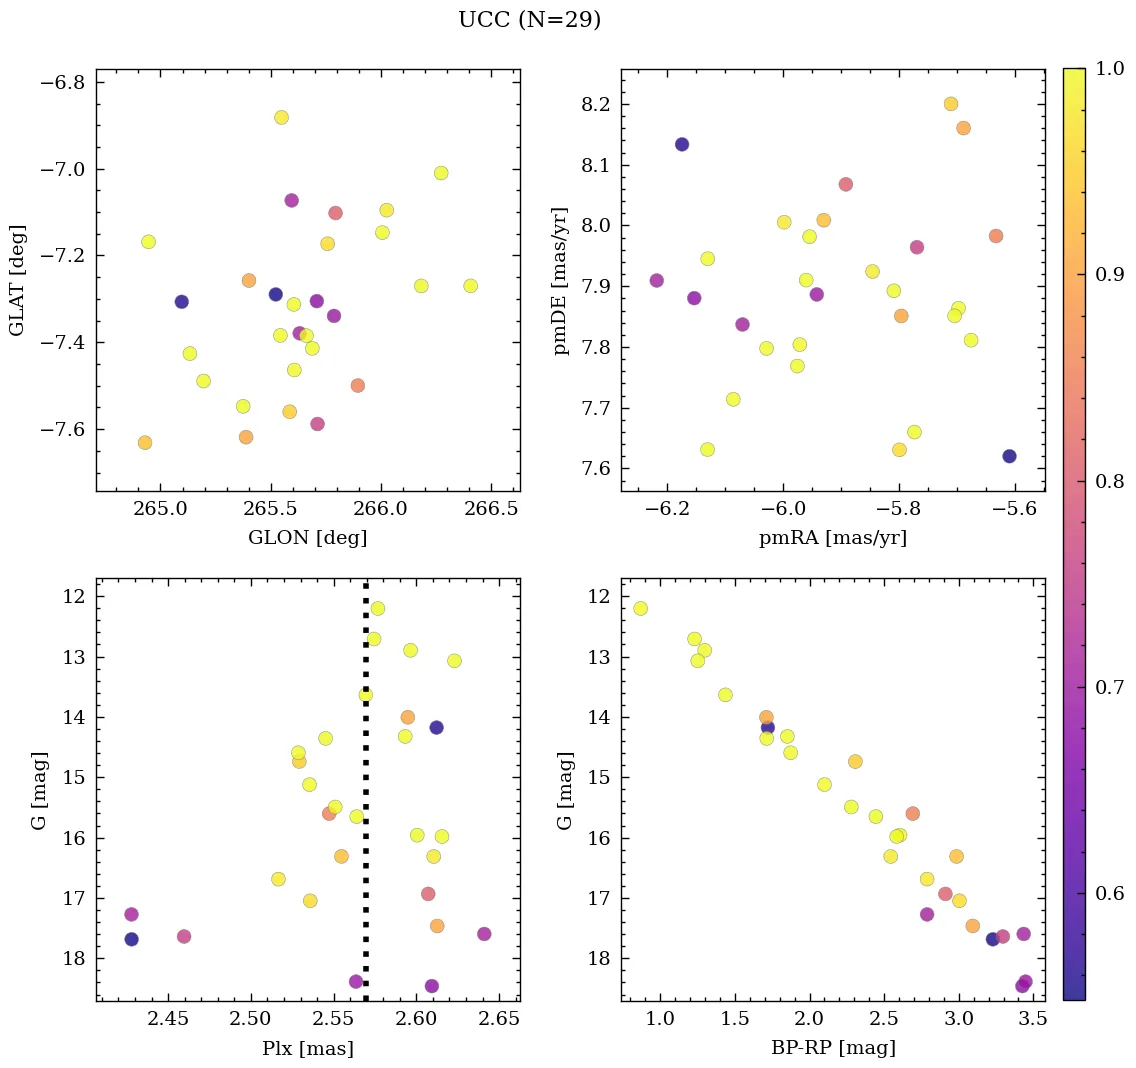 UCC (N=29)
−6.8
−7.0
−7.2
−7.4
−7.6
GLAT [deg]
265.0 265.5 266.0 266.5
GLON [deg]
8.2
8.1
8.0
7.9
7.8
7.7
7.6
pmDE [mas/yr]
−6.2 −6.0 −5.8 −5.6
pmRA [mas/yr]
1.0
0.9
0.8
0.7
0.6
12
13
14
15
16
17
18
G [mag]
2.45 2.50 2.55 2.60 2.65
Plx [mas]
12
13
14
15
16
17
18
G [mag]
1.0 1.5 2.0 2.5 3.0 3.5
BP-RP [mag]